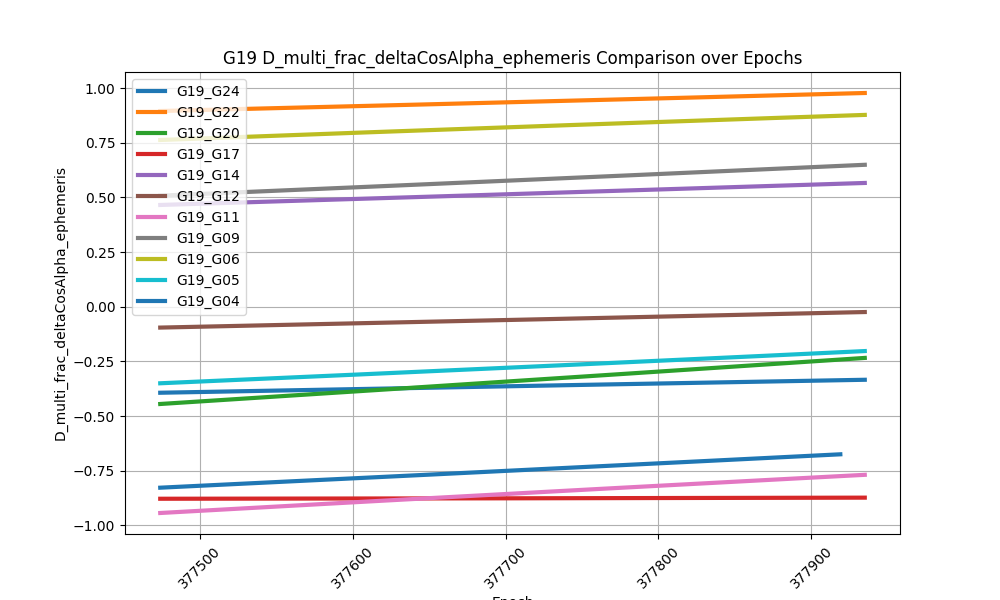 G19 D_multi_frac_deltaCosAlpha_ephemeris Comparison over Epochs
D_multi_frac_deltaCosAlpha_ephemeris
1.00
0.75
0.50
0.25
0.00
−0.25
−0.50
−0.75
−1.00
G19_G24
G19_G22
G19_G20
G19_G17
G19_G14
G19_G12
G19_G11
G19_G09
G19_G06
G19_G05
G19_G04
377500
377600
377700
377800
377900
Epoch